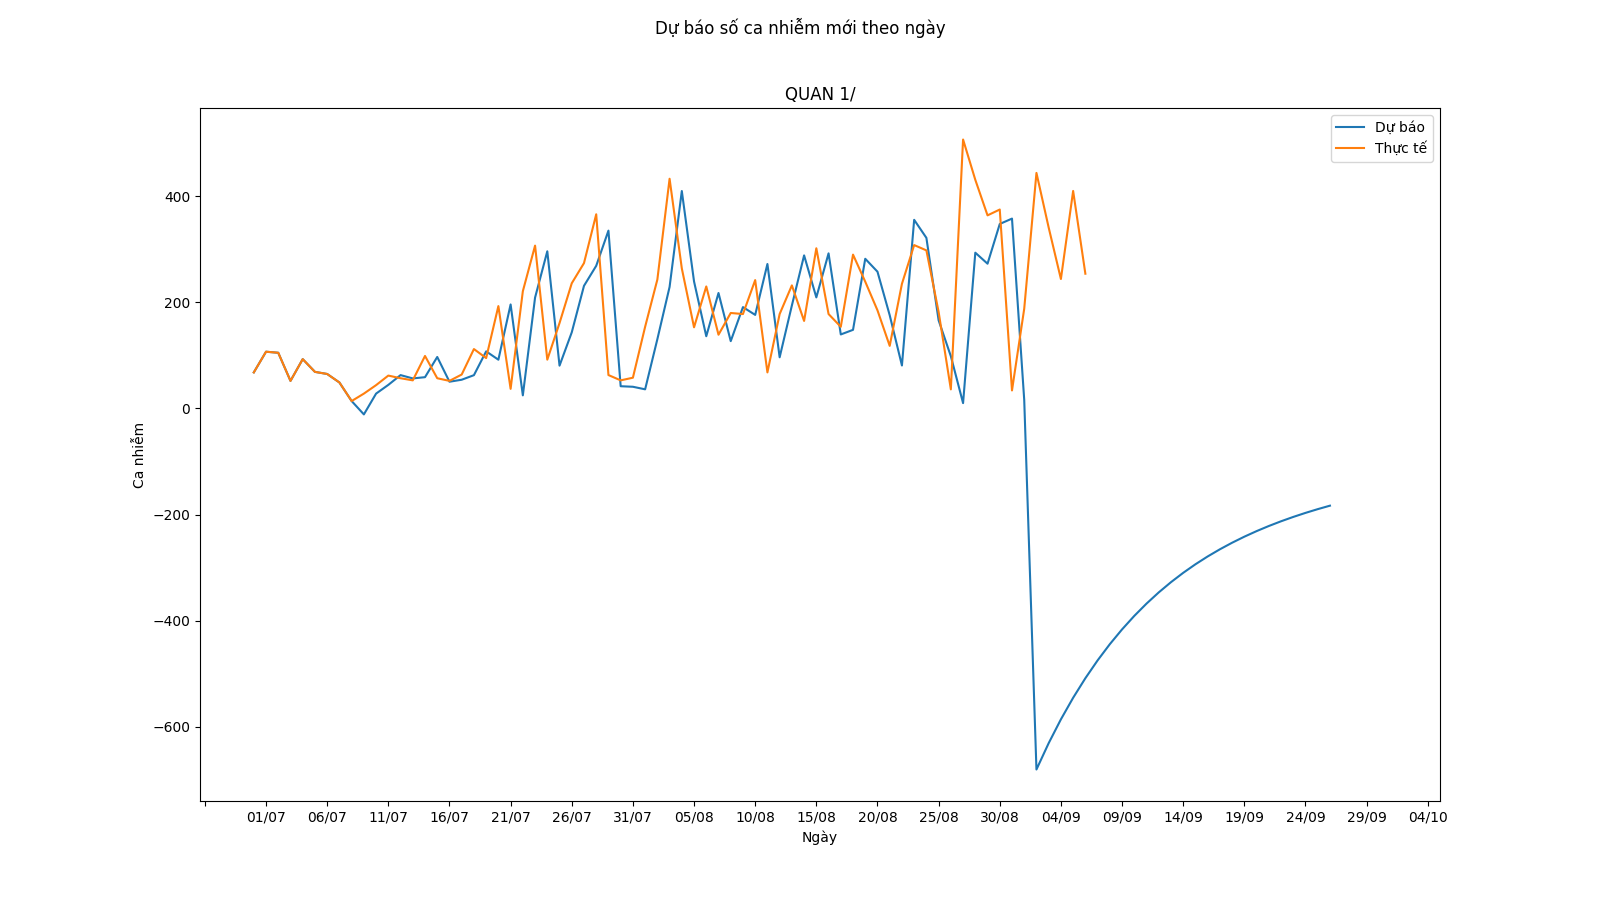 Dự báo số ca nhiễm mới theo ngày
QUAN 1/
Dự báo
Thực tế
Ca nhiễm
400
200
0
−200
−400
−600
01/07 06/07 11/07 16/07 21/07 26/07 31/07 05/08 10/08 15/08 20/08 25/08 30/08 04/09 09/09 14/09 19/09 24/09 29/09 04/10
Ngày